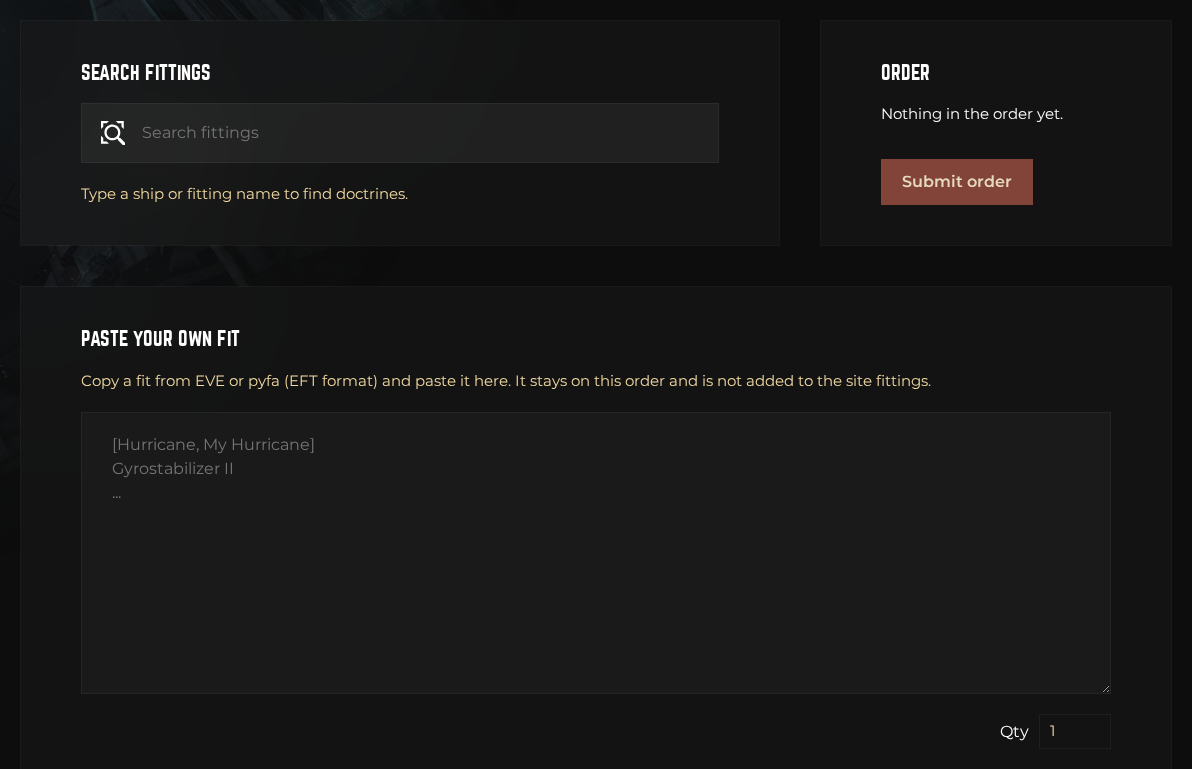 SEARCH FITTINGS
Search fittings
Type a ship or fitting name to find doctrines.
ORDER
Nothing in the order yet.
Submit order
PASTE YOUR OWN FIT
Copy a fit from EVE or pyfa (EFT format) and paste it here. It stays on this order and is not added to the site fittings.
[Hurricane, My Hurricane]
Gyrostabilizer II
...
Qty 1